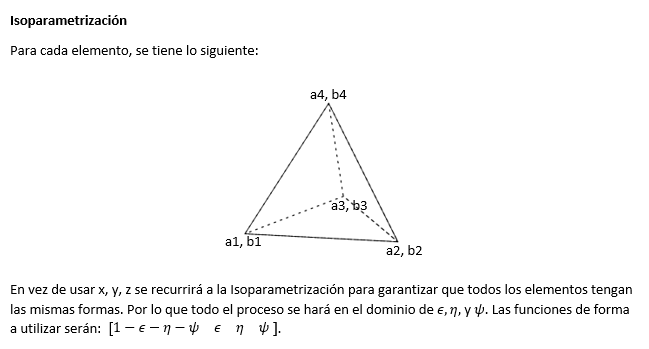 Isoparametrización
Para cada elemento, se tiene lo siguiente:
a4, b4
a3, b3
a1, b1
a2, b2
En vez de usar x, y, z se recurrirá a la Isoparametrización para garantizar que todos los elementos tengan
las mismas formas. Por lo que todo el proceso se hará en el dominio de ϵ, η, y ψ. Las funciones de forma
a utilizar serán: [1 − ϵ − η − ψ ϵ η ψ].